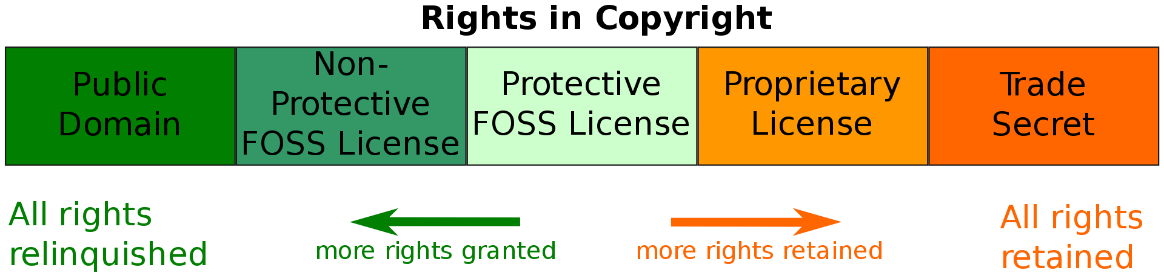 Rights in Copyright
Public
Domain
Non-
Protective
FOSS License
Protective
FOSS License
Proprietary
License
Trade
Secret
All rights
relinquished
more rights granted
more rights retained
All rights
retained